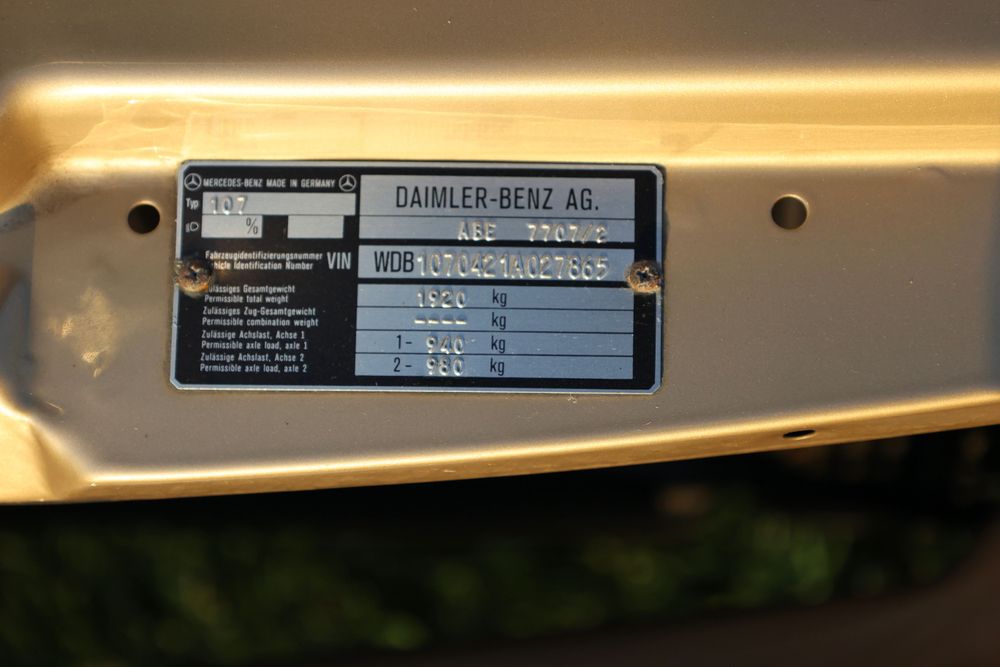 MERCEDES-BENZ MADE IN GERMANY
Typ 107
%
DAIMLER-BENZ AG.
ABE 7707/2
Fahrzeugidentifizierungsnummer
Vehicle Identification Number
VIN WDB1070421A027865
Zulässiges Gesamtgewicht
Permissible total weight
1920 kg
Zulässiges Zug-Gesamtgewicht
Permissible combination weight
---- kg
Zulässige Achslast, Achse 1
Permissible axle load, axle 1
1- 940 kg
Zulässige Achslast, Achse 2
Permissible axle load, axle 2
2- 980 kg